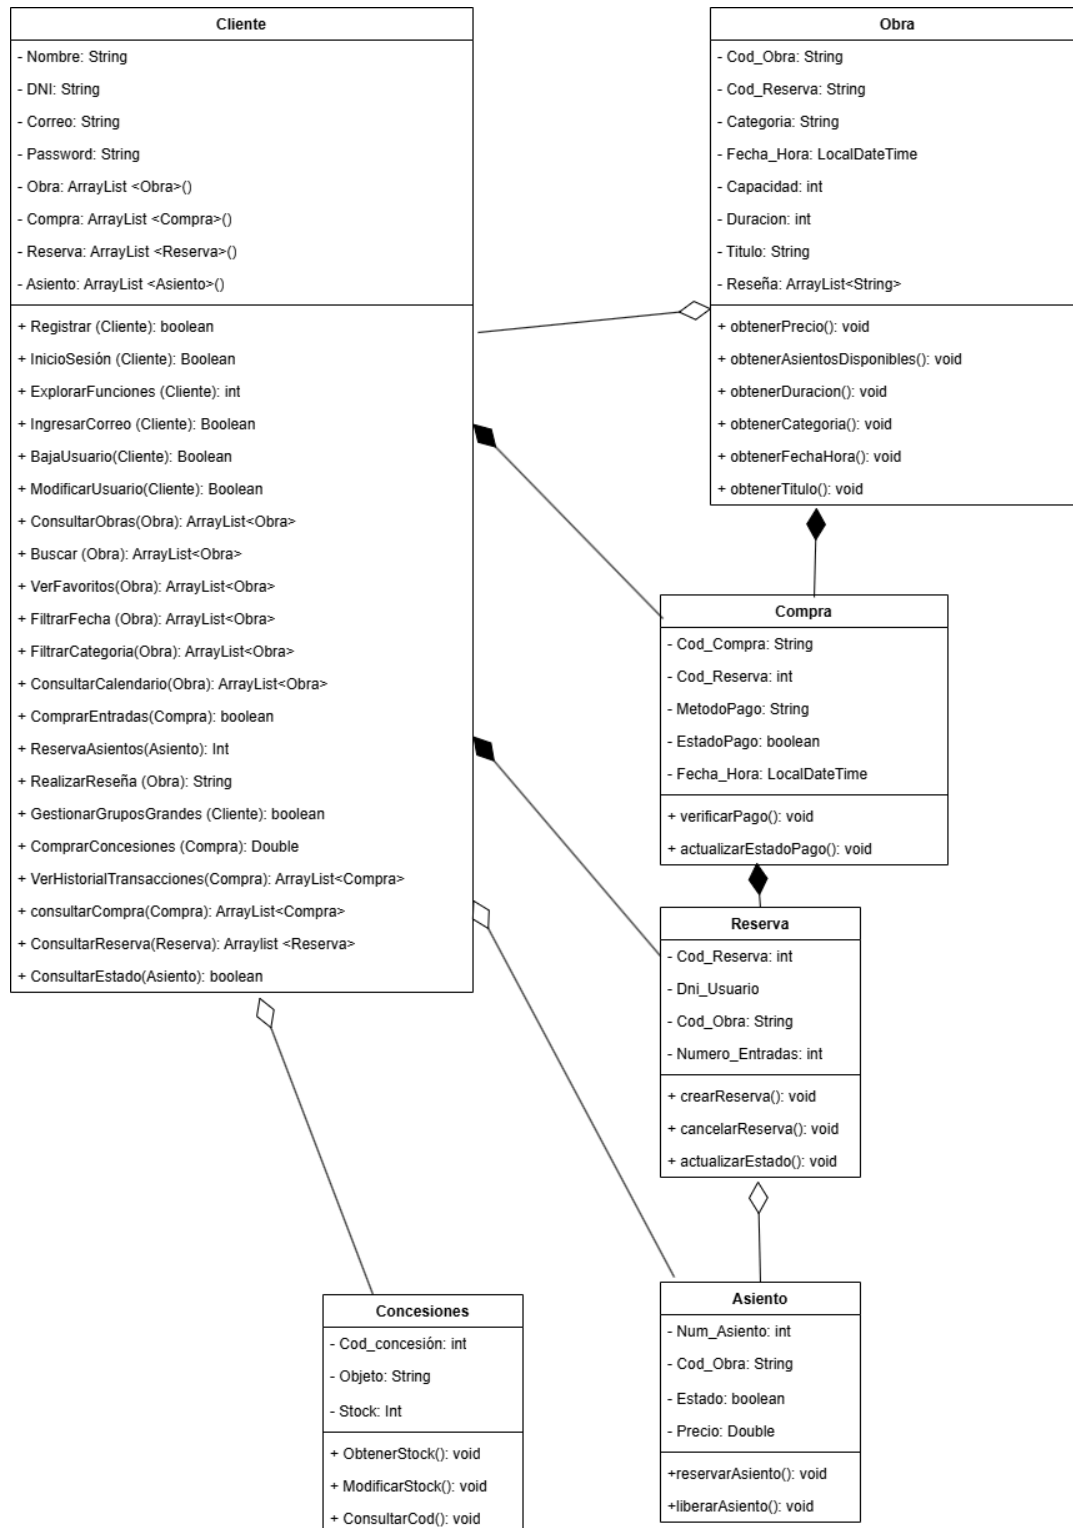 Cliente
- Nombre: String
- DNI: String
- Correo: String
- Password: String
- Obra: ArrayList <Obra>()
- Compra: ArrayList <Compra>()
- Reserva: ArrayList <Reserva>()
- Asiento: ArrayList <Asiento>()
+ Registrar (Cliente): boolean
+ InicioSesión (Cliente): Boolean
+ ExplorarFunciones (Cliente): int
+ IngresarCorreo (Cliente): Boolean
+ BajaUsuario(Cliente): Boolean
+ ModificarUsuario(Cliente): Boolean
+ ConsultarObras(Obra): ArrayList<Obra>
+ Buscar (Obra): ArrayList<Obra>
+ VerFavoritos(Obra): ArrayList<Obra>
+ FiltrarFecha (Obra): ArrayList<Obra>
+ FiltrarCategoria(Obra): ArrayList<Obra>
+ ConsultarCalendario(Obra): ArrayList<Obra>
+ ComprarEntradas(Compra): boolean
+ ReservaAsientos(Asiento): Int
+ RealizarReseña (Obra): String
+ GestionarGruposGrandes (Cliente): boolean
+ ComprarConcesiones (Compra): Double
+ VerHistorialTransacciones(Compra): ArrayList<Compra>
+ consultarCompra(Compra): ArrayList<Compra>
+ ConsultarReserva(Reserva): Arraylist <Reserva>
+ ConsultarEstado(Asiento): boolean
Obra
- Cod_Obra: String
- Cod_Reserva: String
- Categoria: String
- Fecha_Hora: LocalDateTime
- Capacidad: int
- Duracion: int
- Titulo: String
- Reseña: ArrayList<String>
+ obtenerPrecio(): void
+ obtenerAsientosDisponibles(): void
+ obtenerDuracion(): void
+ obtenerCategoria(): void
+ obtenerFechaHora(): void
+ obtenerTitulo(): void
Compra
- Cod_Compra: String
- Cod_Reserva: int
- MetodoPago: String
- EstadoPago: boolean
- Fecha_Hora: LocalDateTime
+ verificarPago(): void
+ actualizarEstadoPago(): void
Reserva
- Cod_Reserva: int
- Dni_Usuario
- Cod_Obra: String
- Numero_Entradas: int
+ crearReserva(): void
+ cancelarReserva(): void
+ actualizarEstado(): void
Concesiones
- Cod_concesión: int
- Objeto: String
- Stock: Int
+ ObtenerStock(): void
+ ModificarStock(): void
+ ConsultarCod(): void
Asiento
- Num_Asiento: int
- Cod_Obra: String
- Estado: boolean
- Precio: Double
+reservarAsiento(): void
+liberarAsiento(): void